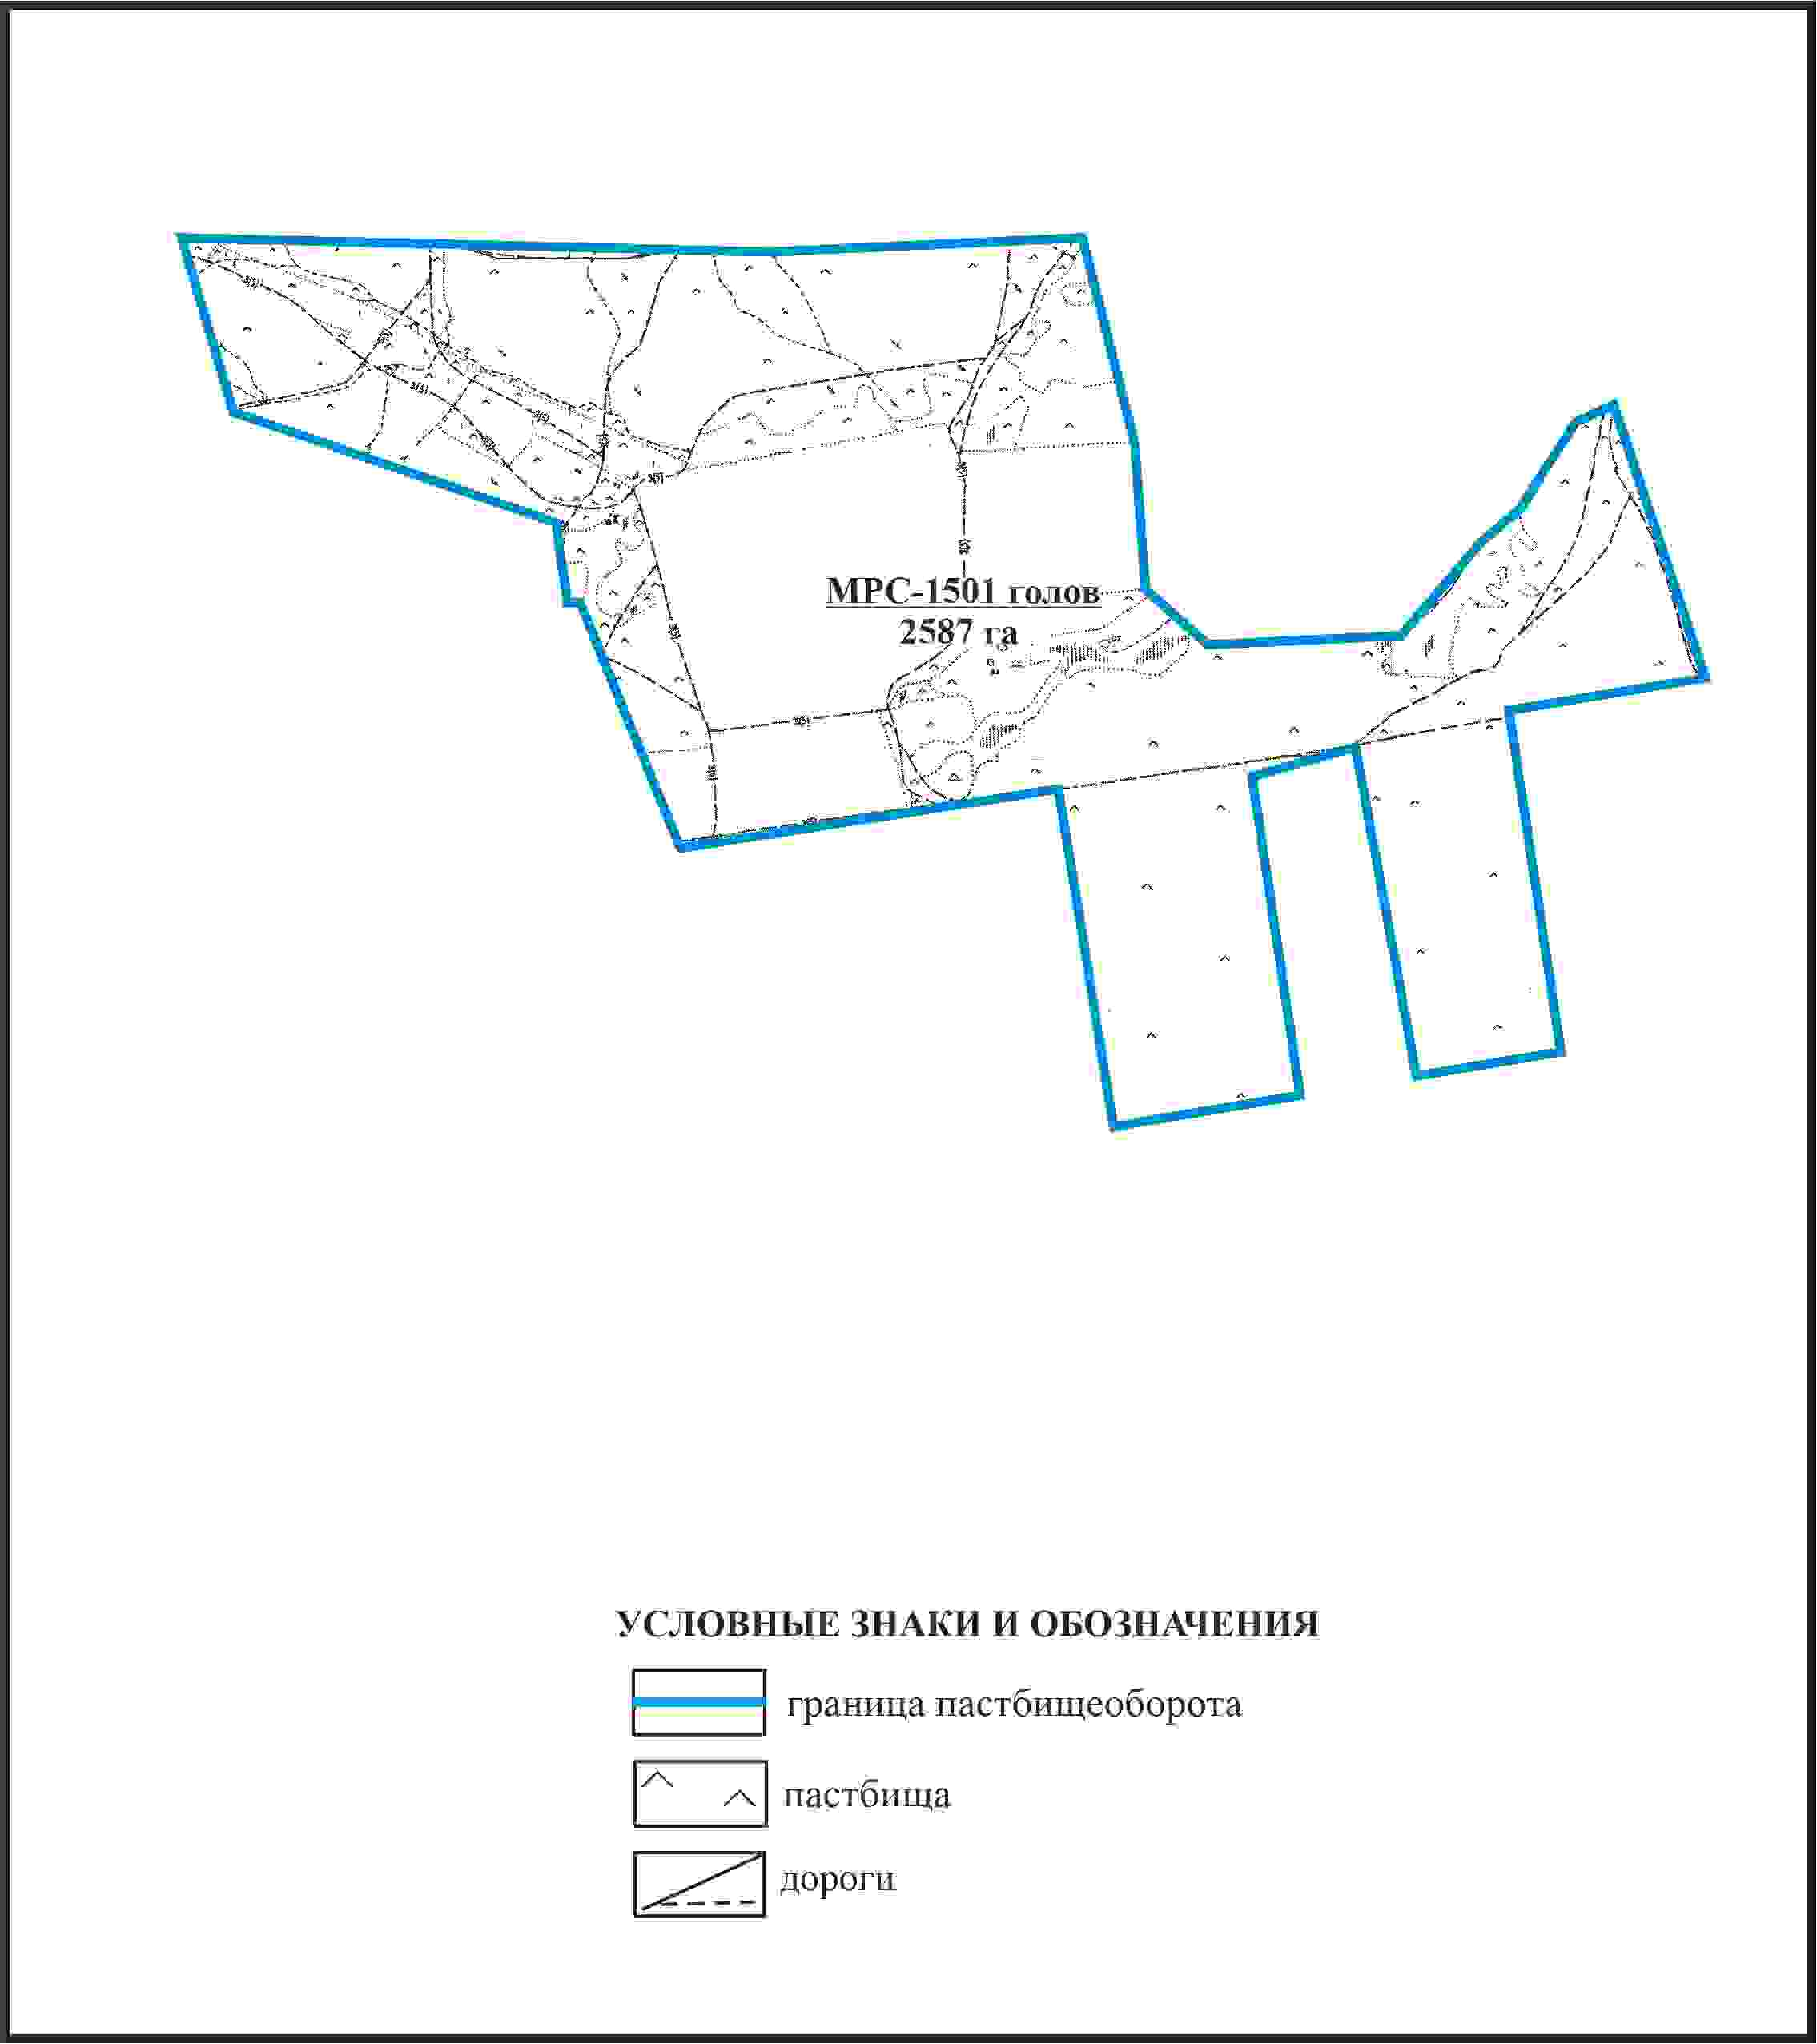 МРС-1501 голов
2587 га
УСЛОВНЫЕ ЗНАКИ И ОБОЗНАЧЕНИЯ
граница пастбищеоборота
пастбища
дороги